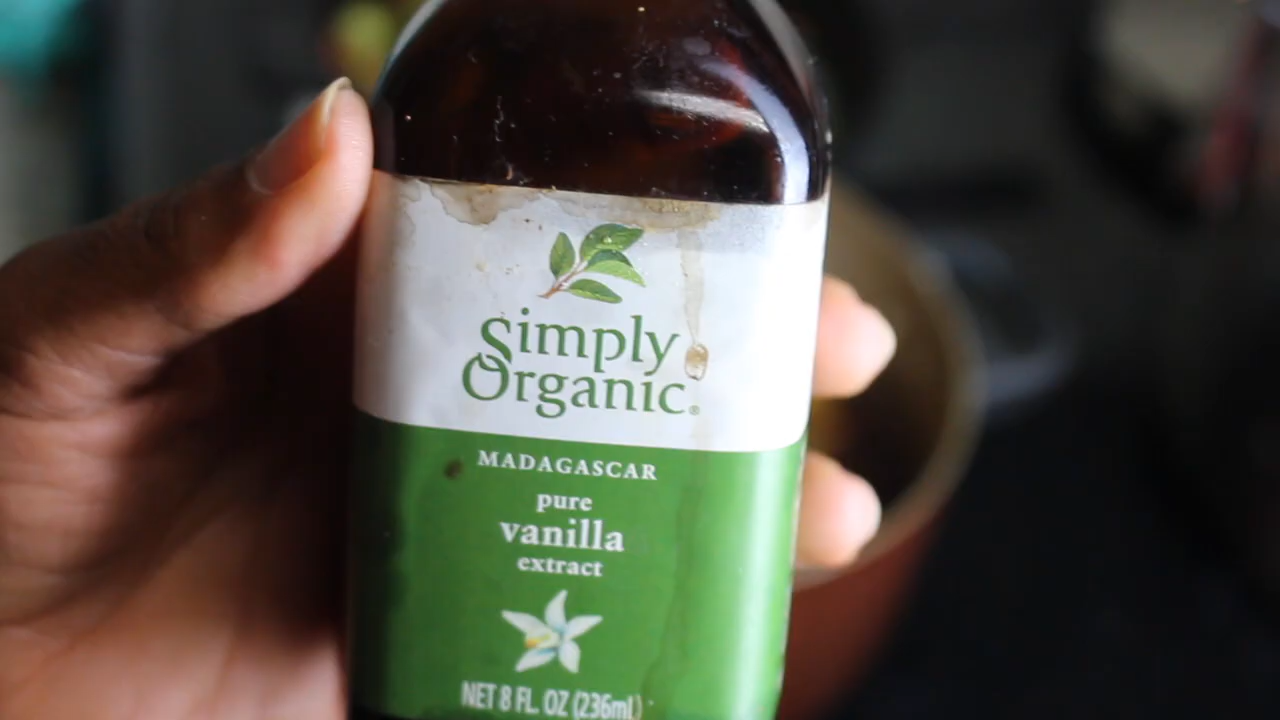 Simply
Organic®
MADAGASCAR
pure
vanilla
extract
NET 8 FL. OZ (236mL)